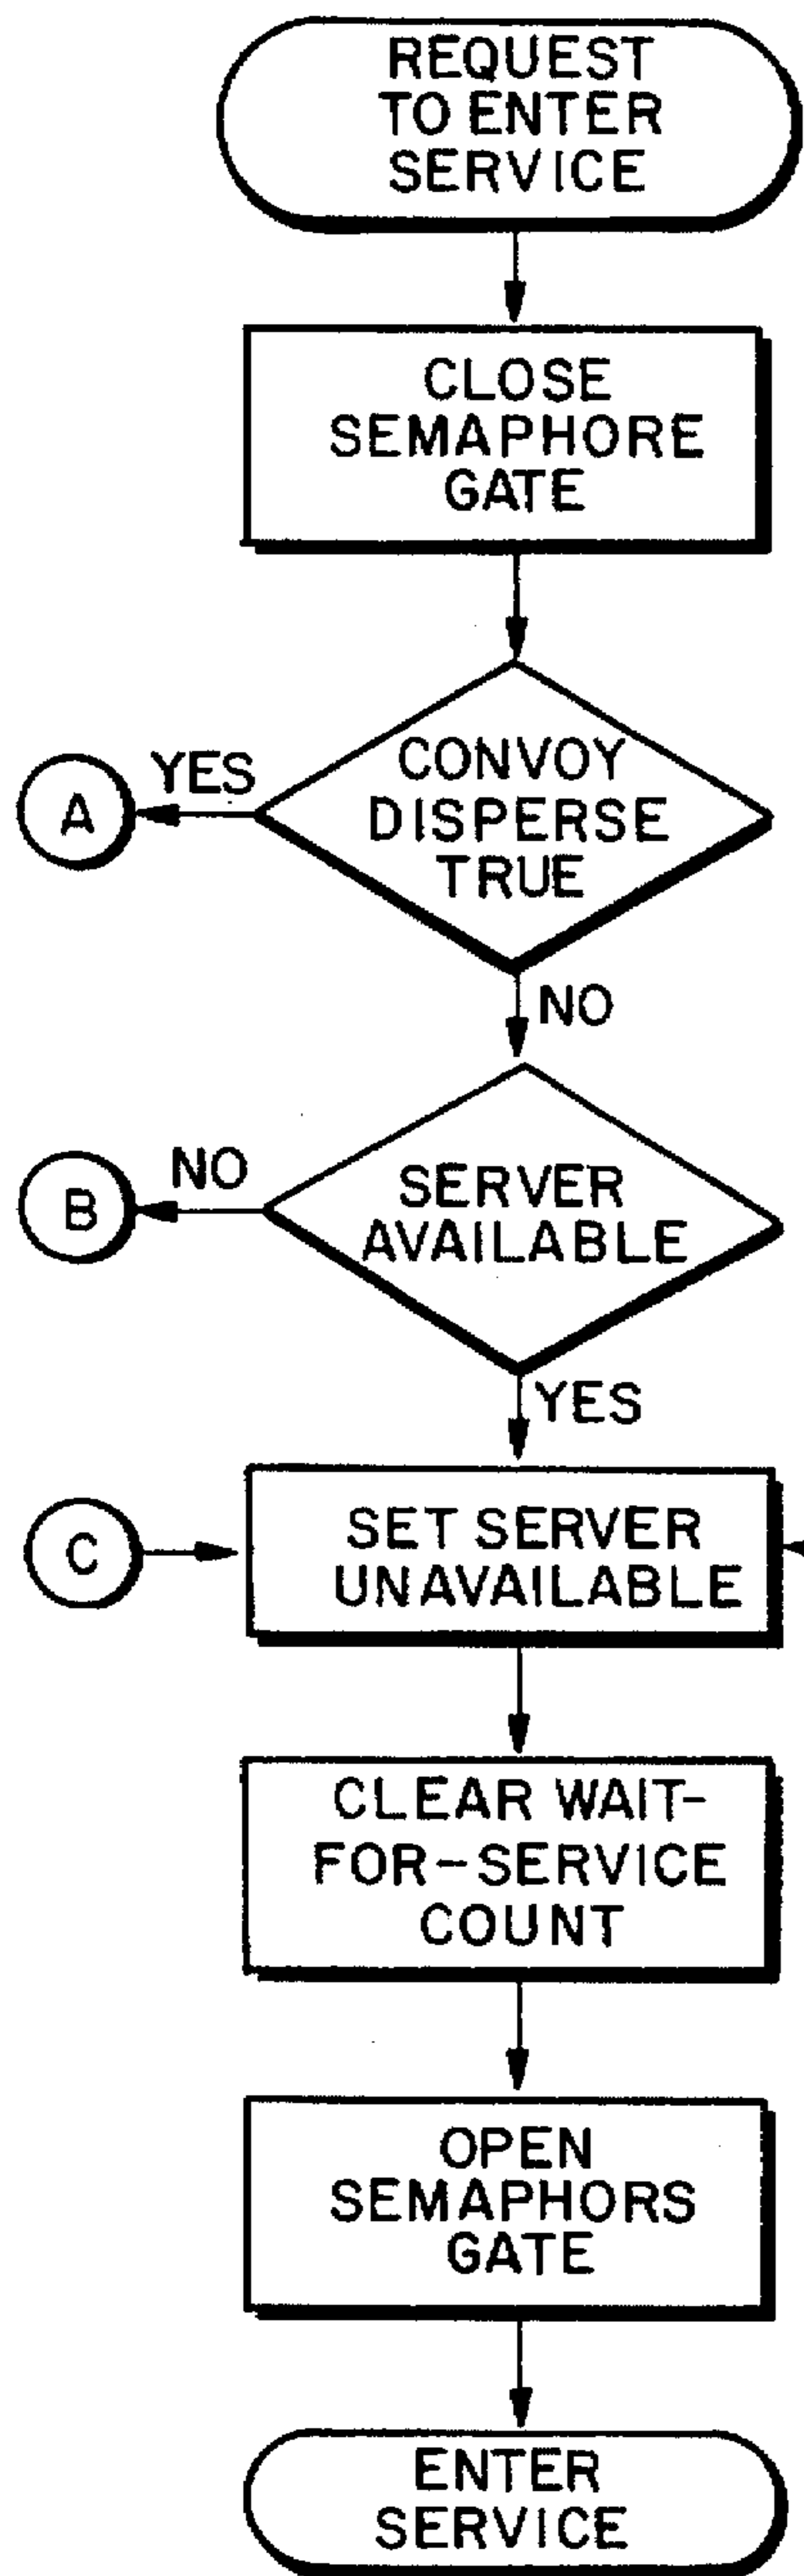 REQUEST
TO ENTER
SERVICE
CLOSE
SEMAPHORE
GATE
YES
A
CONVOY
DISPERSE
TRUE
NO
NO
B
SERVER
AVAILABLE
YES
C
SET SERVER
UNAVAILABLE
CLEAR WAIT-
FOR-SERVICE
COUNT
OPEN
SEMAPHORS
GATE
ENTER
SERVICE